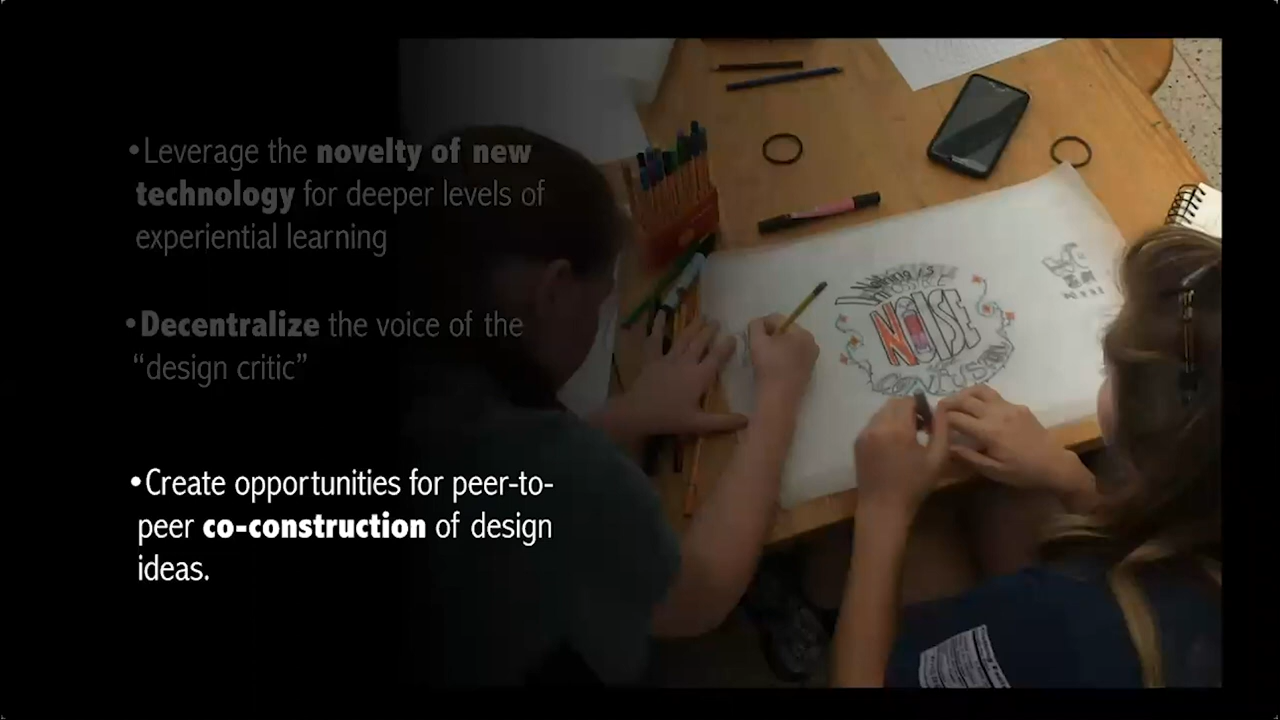 •Leverage the novelty of new
technology for deeper levels of
experiential learning
•Decentralize the voice of the
“design critic”
•Create opportunities for peer-to-
peer co-construction of design
ideas.
NOISE